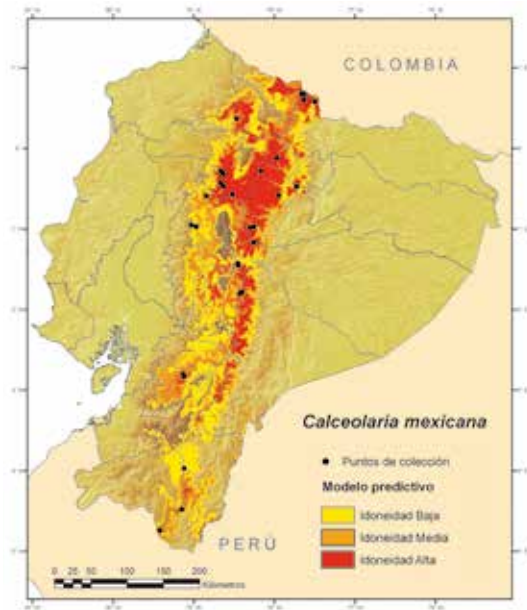 COLOMBIA
Calceolaria mexicana
Puntos de colección
Modelo predictivo
Idoneidad Baja
Idoneidad Media
Idoneidad Alta
PERÚ
0 25 50 100 150 200
Kilometros